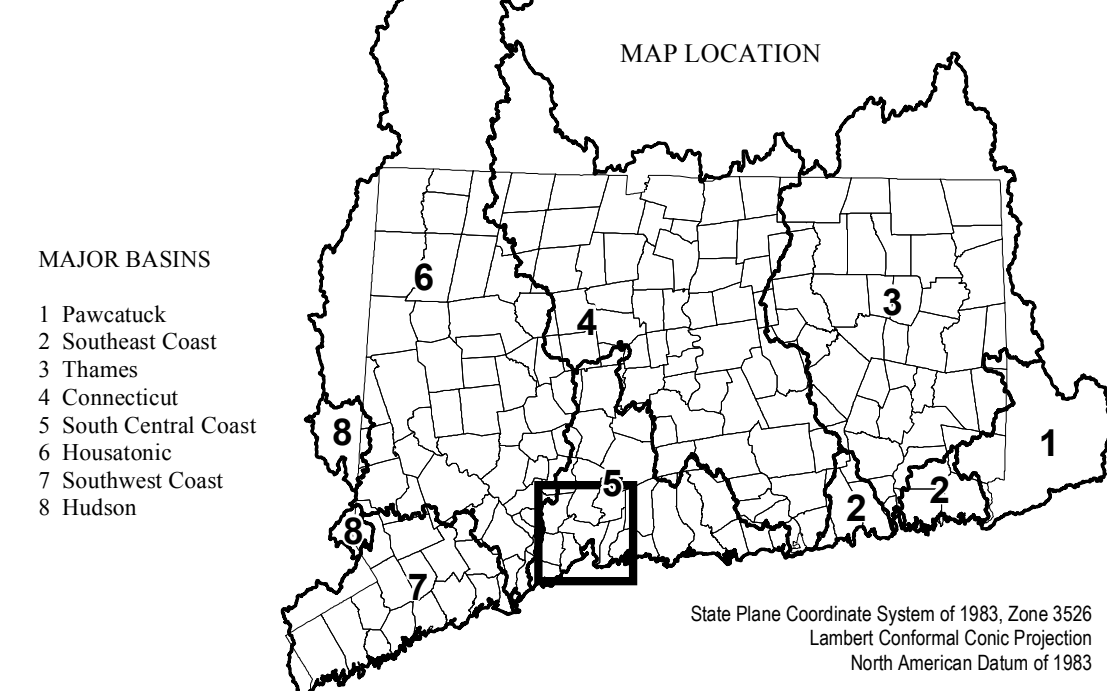 MAP LOCATION
MAJOR BASINS
1 Pawcatuck
2 Southeast Coast
3 Thames
4 Connecticut
5 South Central Coast
6 Housatonic
7 Southwest Coast
8 Hudson
6
3
4
8
1
5
2
2
8
7
State Plane Coordinate System of 1983, Zone 3526
Lambert Conformal Conic Projection
North American Datum of 1983